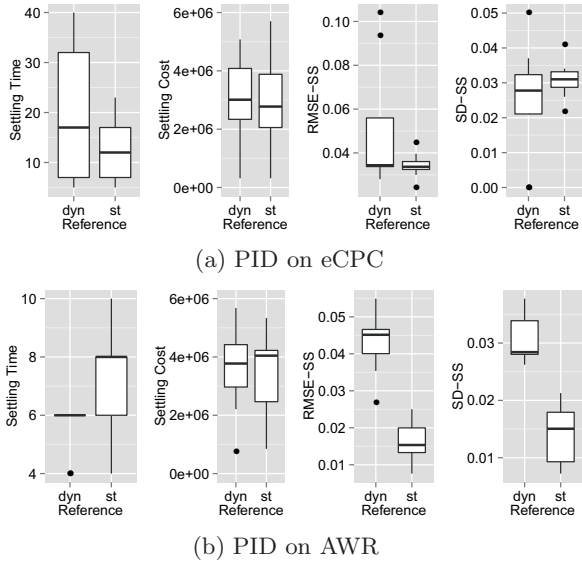 Settling Time
40
30
20
10
dyn st
Reference
Settling Cost
6e+06
4e+06
2e+06
0e+00
dyn st
Reference
RMSE-SS
0.10
0.08
0.06
0.04
dyn st
Reference
SD-SS
0.05
0.04
0.03
0.02
0.01
0.00
dyn st
Reference
(a) PID on eCPC
Settling Time
10
8
6
4
dyn st
Reference
Settling Cost
6e+06
4e+06
2e+06
0e+00
dyn st
Reference
RMSE-SS
0.05
0.04
0.03
0.02
0.01
dyn st
Reference
SD-SS
0.03
0.02
0.01
dyn st
Reference
(b) PID on AWR